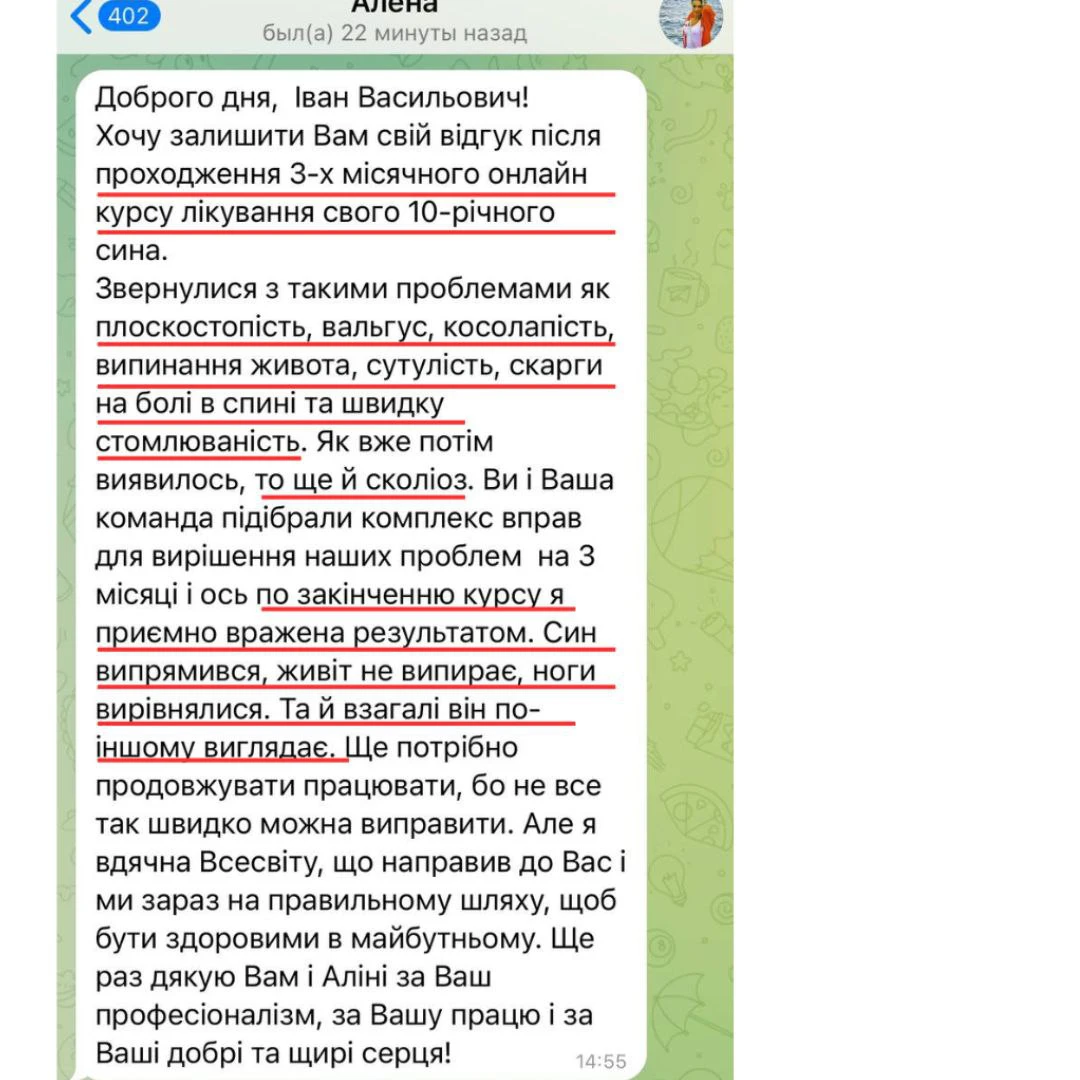 402
Алена
был(а) 22 минуты назад
Доброго дня, Іван Васильович!
Хочу залишити Вам свій відгук після
проходження 3-х місячного онлайн
курсу лікування свого 10-річного
сина.
Звернулися з такими проблемами як
плоскостопість, вальгус, косолапість,
випинання живота, сутулість, скарги
на болі в спині та швидку
стомлюваність. Як вже потім
виявилось, то ще й сколіоз. Ви і Ваша
команда підібрали комплекс вправ
для вирішення наших проблем на 3
місяці і ось по закінченню курсу я
приємно вражена результатом. Син
випрямився, живіт не випирає, ноги
вирівнялися. Та й взагалі він по-
іншому виглядає. Ще потрібно
продовжувати працювати, бо не все
так швидко можна виправити. Але я
вдячна Всесвіту, що направив до Вас і
ми зараз на правильному шляху, щоб
бути здоровими в майбутньому. Ще
раз дякую Вам і Аліні за Ваш
професіоналізм, за Вашу працю і за
Ваші добрі та щирі серця!
14:55